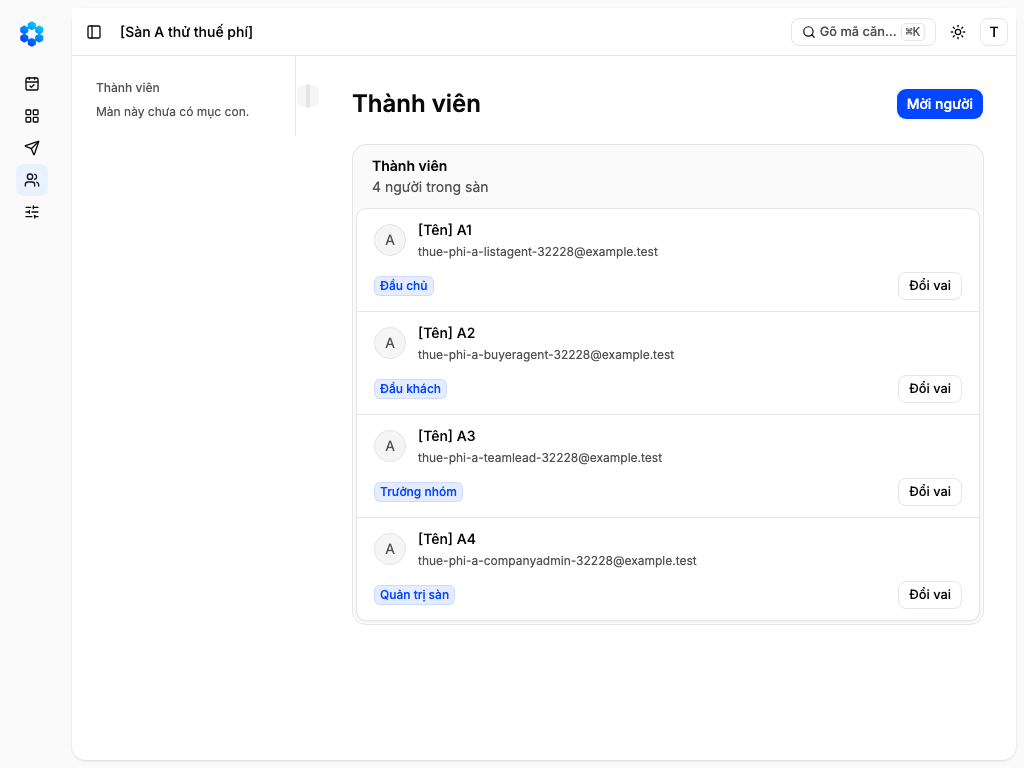 [Sàn A thử thuế phí]
Gõ mã căn... ⌘K
T
Thành viên
Màn này chưa có mục con.
Thành viên
Mời người
Thành viên
4 người trong sàn
A
[Tên] A1
thue-phi-a-listagent-32228@example.test
Đầu chủ
Đổi vai
A
[Tên] A2
thue-phi-a-buyeragent-32228@example.test
Đầu khách
Đổi vai
A
[Tên] A3
thue-phi-a-teamlead-32228@example.test
Trưởng nhóm
Đổi vai
A
[Tên] A4
thue-phi-a-companyadmin-32228@example.test
Quản trị sàn
Đổi vai